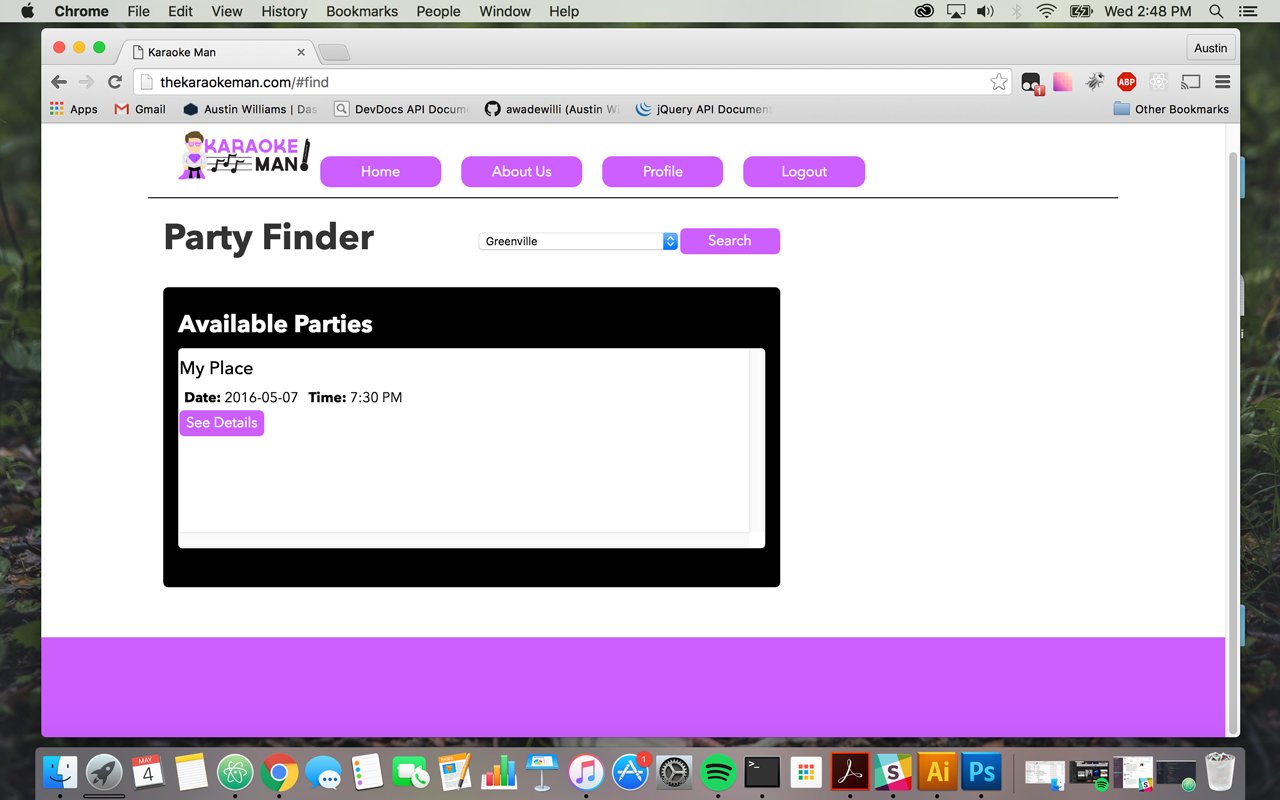 Chrome File Edit View History Bookmarks People Window Help Wed 2:48 PM
Karaoke Man Austin
thekaraokeman.com/#find 1 ABP
Apps Gmail Austin Williams | Das DevDocs API Docume awadewilli (Austin Wi jQuery API Document Other Bookmarks
KARAOKE
MAN!
Home About Us Profile Logout
Party Finder Greenville Search
Available Parties
My Place
Date: 2016-05-07 Time: 7:30 PM
See Details
i
MAY
4 1 >_ S Ai Ps